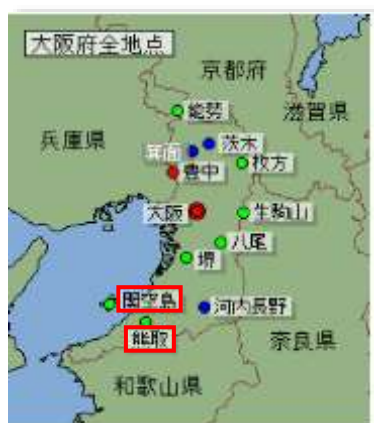 大阪府全地点
京都府
滋賀県
能勢
兵庫県
茨木
箕面
枚方
豊中
大阪
生駒山
八尾
堺
関空島
河内長野
熊取
奈良県
和歌山県